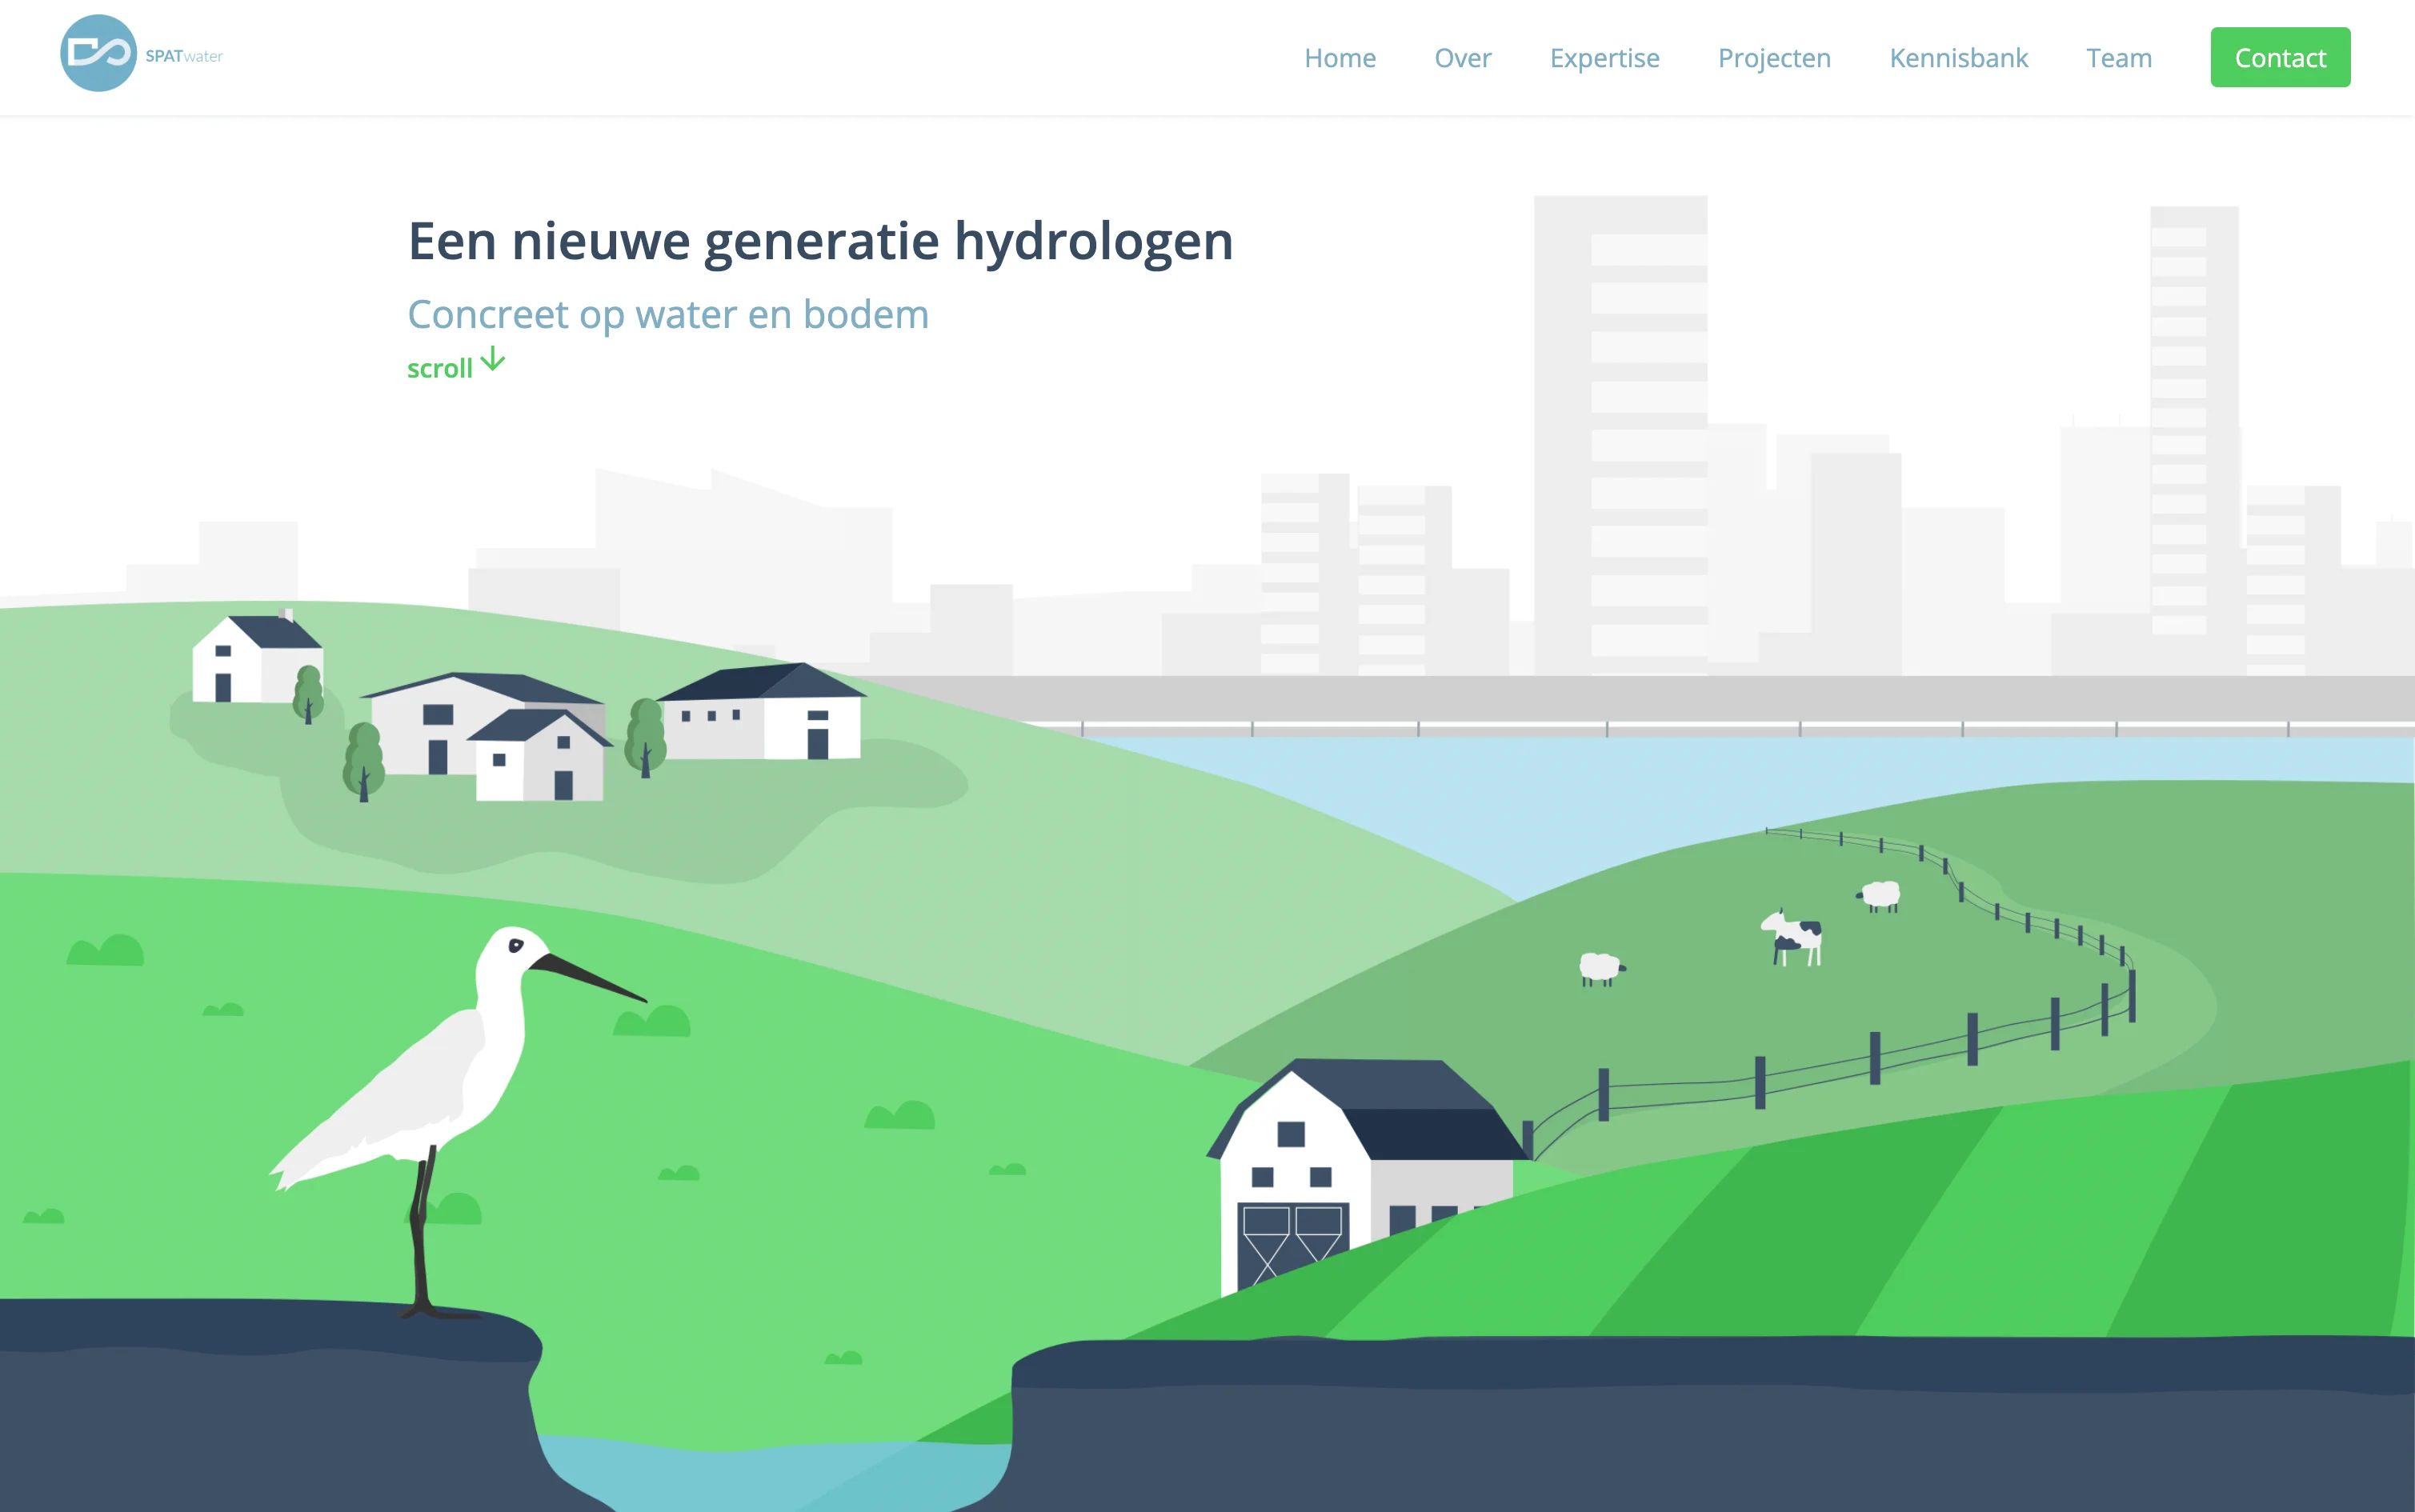 SPATwater
Home Over Expertise Projecten Kennisbank Team Contact
Een nieuwe generatie hydrologen
Concreet op water en bodem
scroll